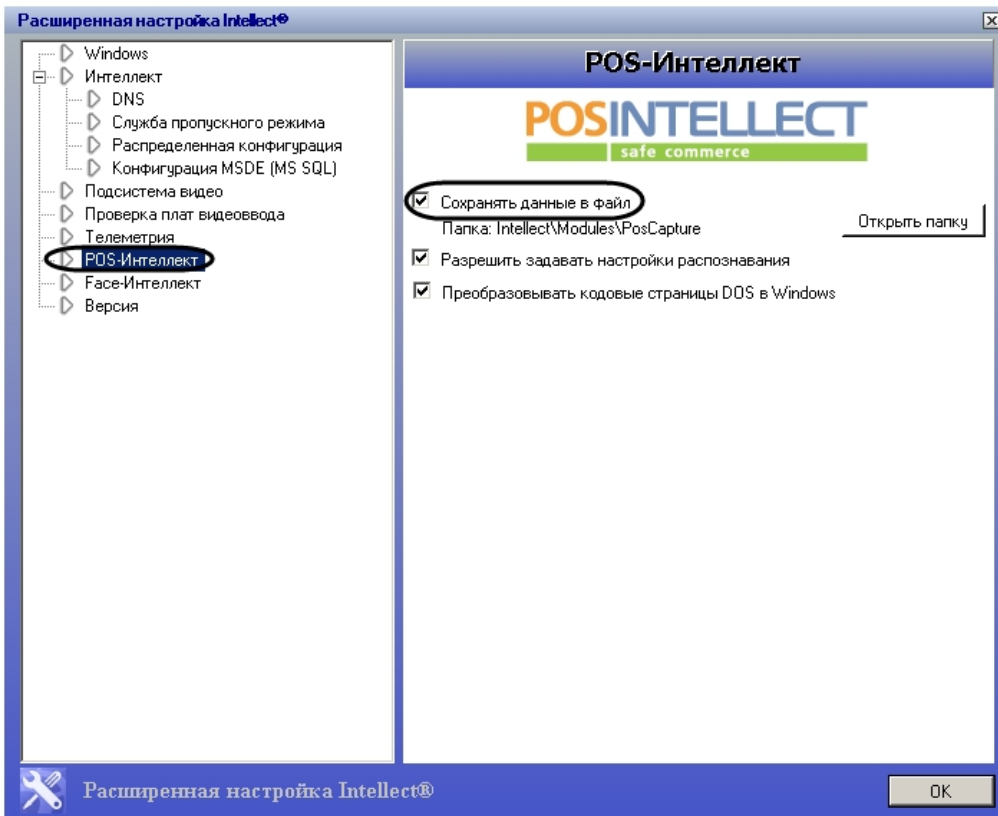 Расширенная настройка Intellect®
Windows
Интеллект
DNS
Служба пропускного режима
Распределенная конфигурация
Конфигурация MSDE (MS SQL)
Подсистема видео
Проверка плат видеоввода
Телеметрия
POS-Интеллект
Face-Интеллект
Версия
POS-Интеллект
POSINTELLECT
safe commerce
Сохранять данные в файл
Папка: Intellect\Modules\PosCapture
Открыть папку
Разрешить задавать настройки распознавания
Преобразовывать кодовые страницы DOS в Windows
Расширенная настройка Intellect®
OK